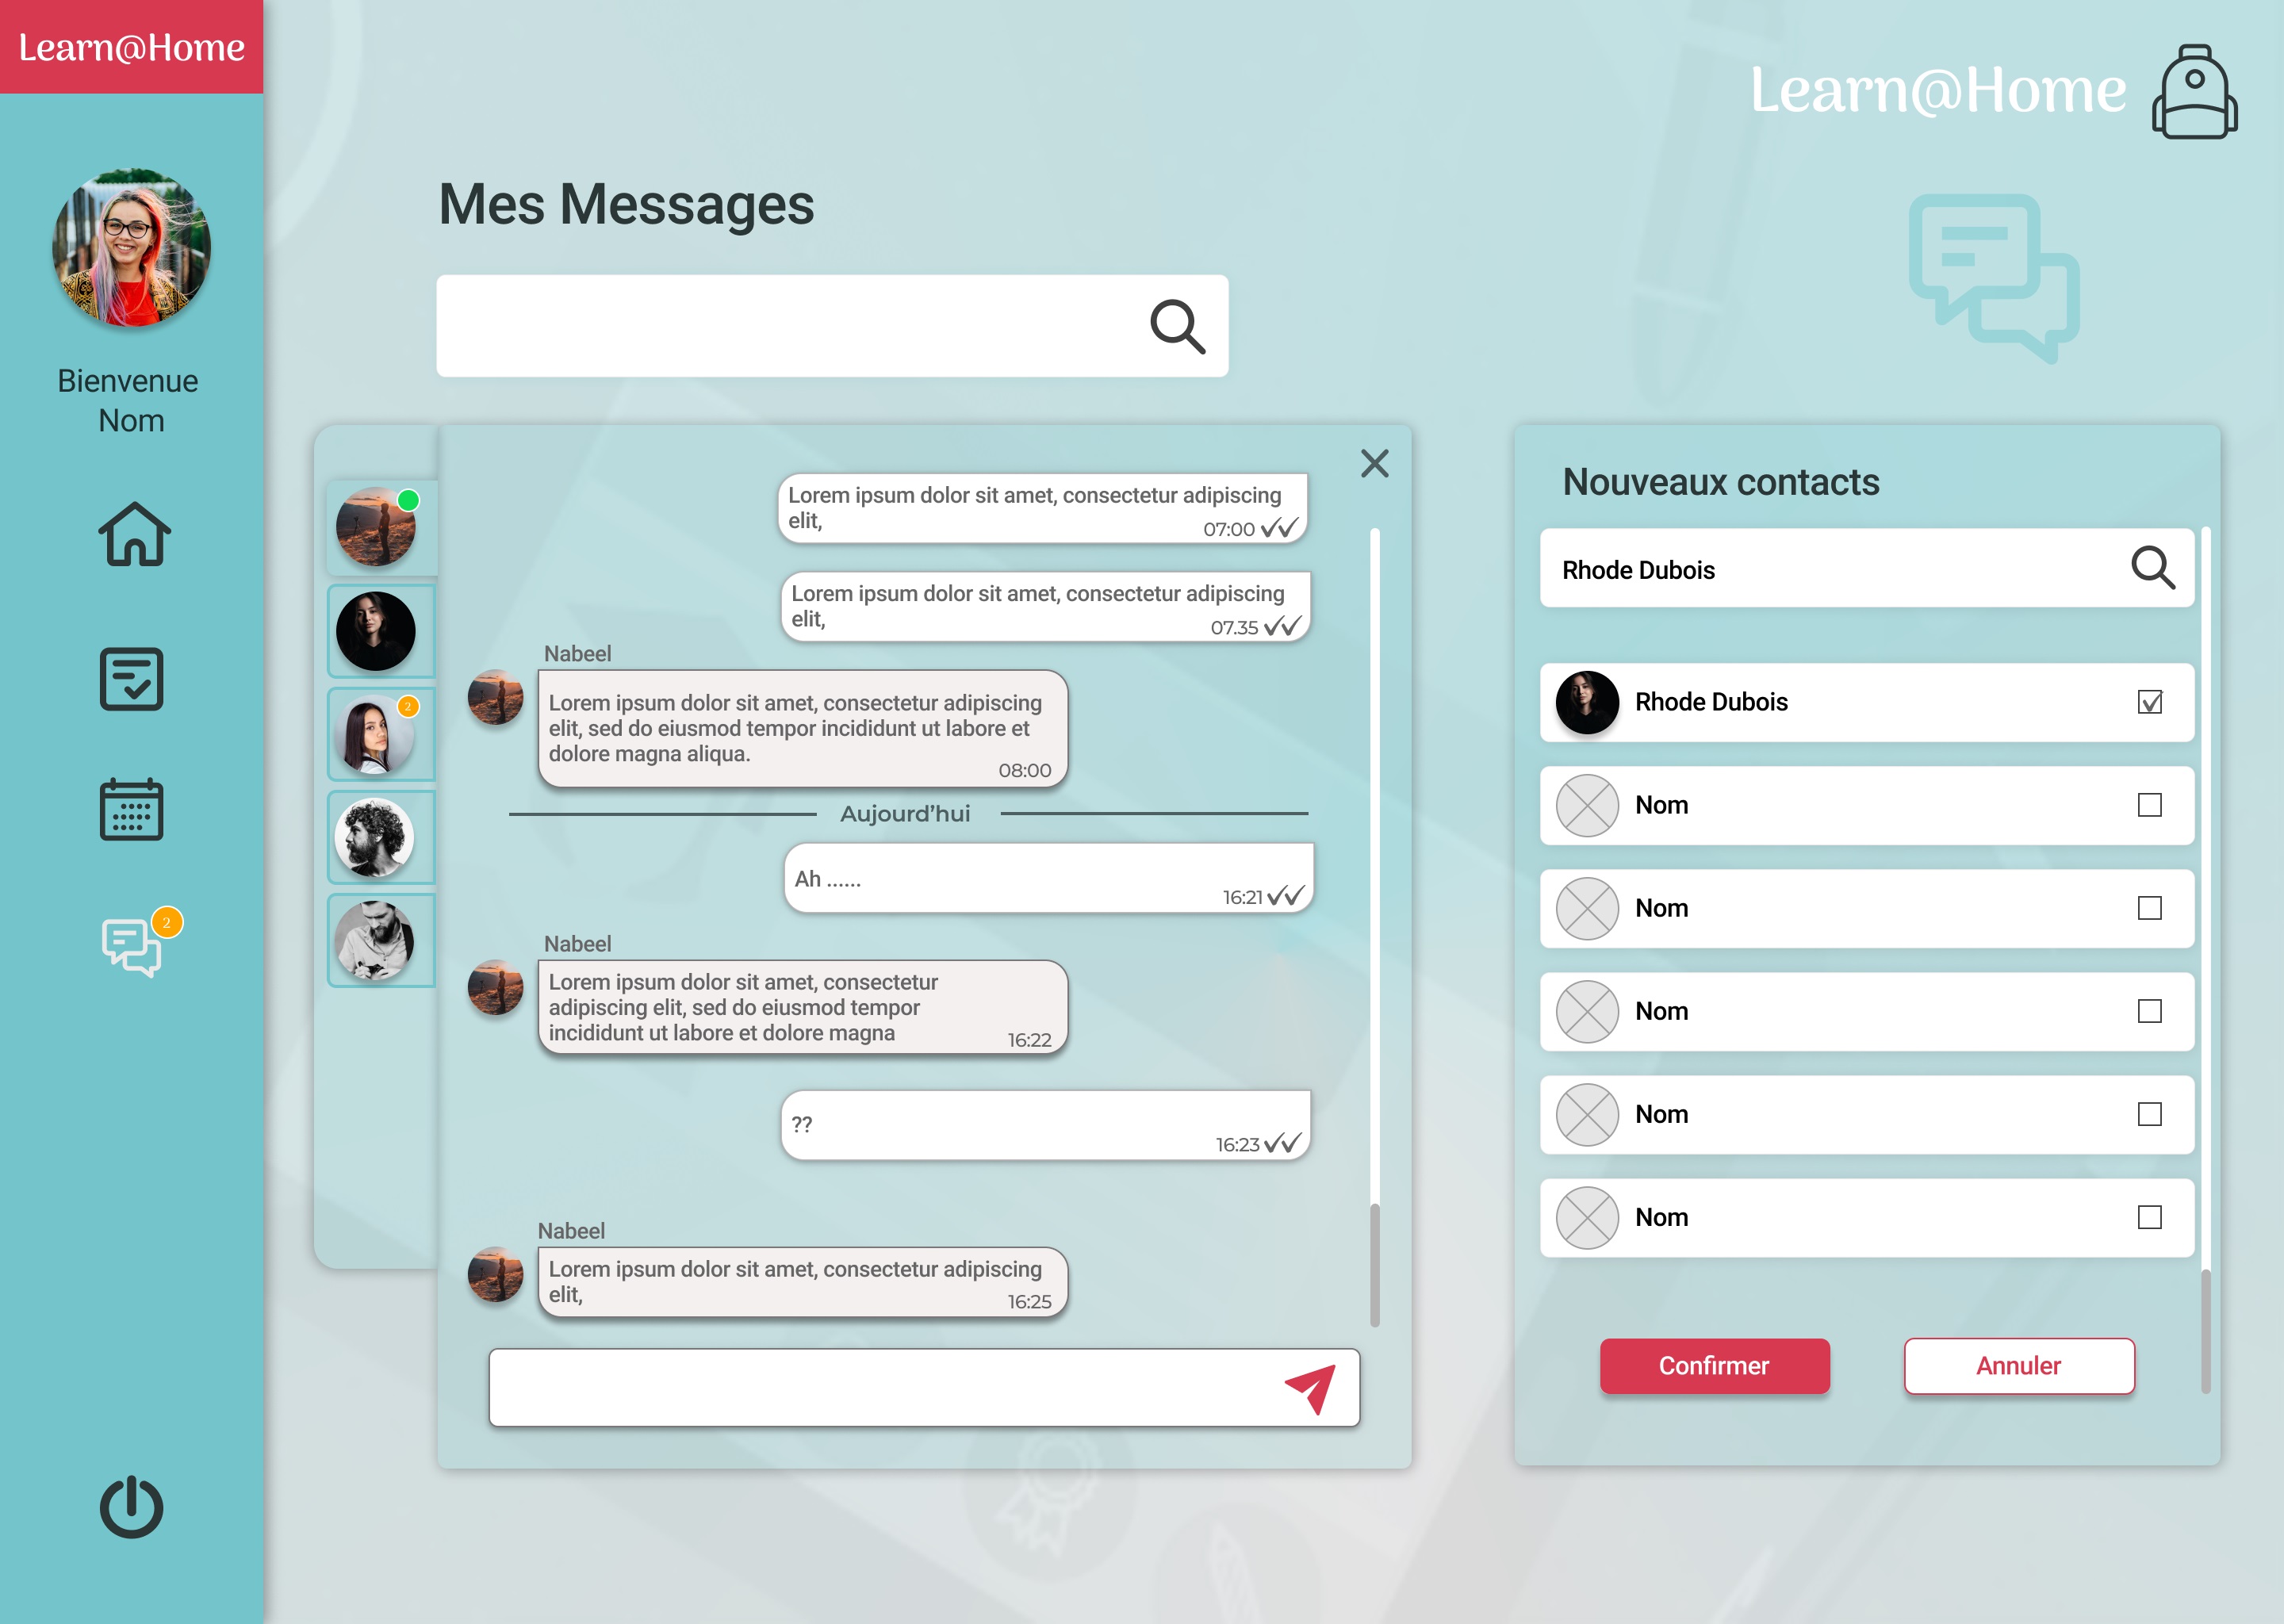 Learn@Home
Learn@Home
Bienvenue
Nom
2
Mes Messages
2
Lorem ipsum dolor sit amet, consectetur adipiscing
elit,
07:00
Lorem ipsum dolor sit amet, consectetur adipiscing
elit,
07.35
Nabeel
Lorem ipsum dolor sit amet, consectetur adipiscing
elit, sed do eiusmod tempor incididunt ut labore et
dolore magna aliqua.
08:00
Aujourd’hui
Ah ......
16:21
Nabeel
Lorem ipsum dolor sit amet, consectetur
adipiscing elit, sed do eiusmod tempor
incididunt ut labore et dolore magna
16:22
??
16:23
Nabeel
Lorem ipsum dolor sit amet, consectetur adipiscing
elit,
16:25
Nouveaux contacts
Rhode Dubois
Rhode Dubois
Nom
Nom
Nom
Nom
Nom
Confirmer
Annuler